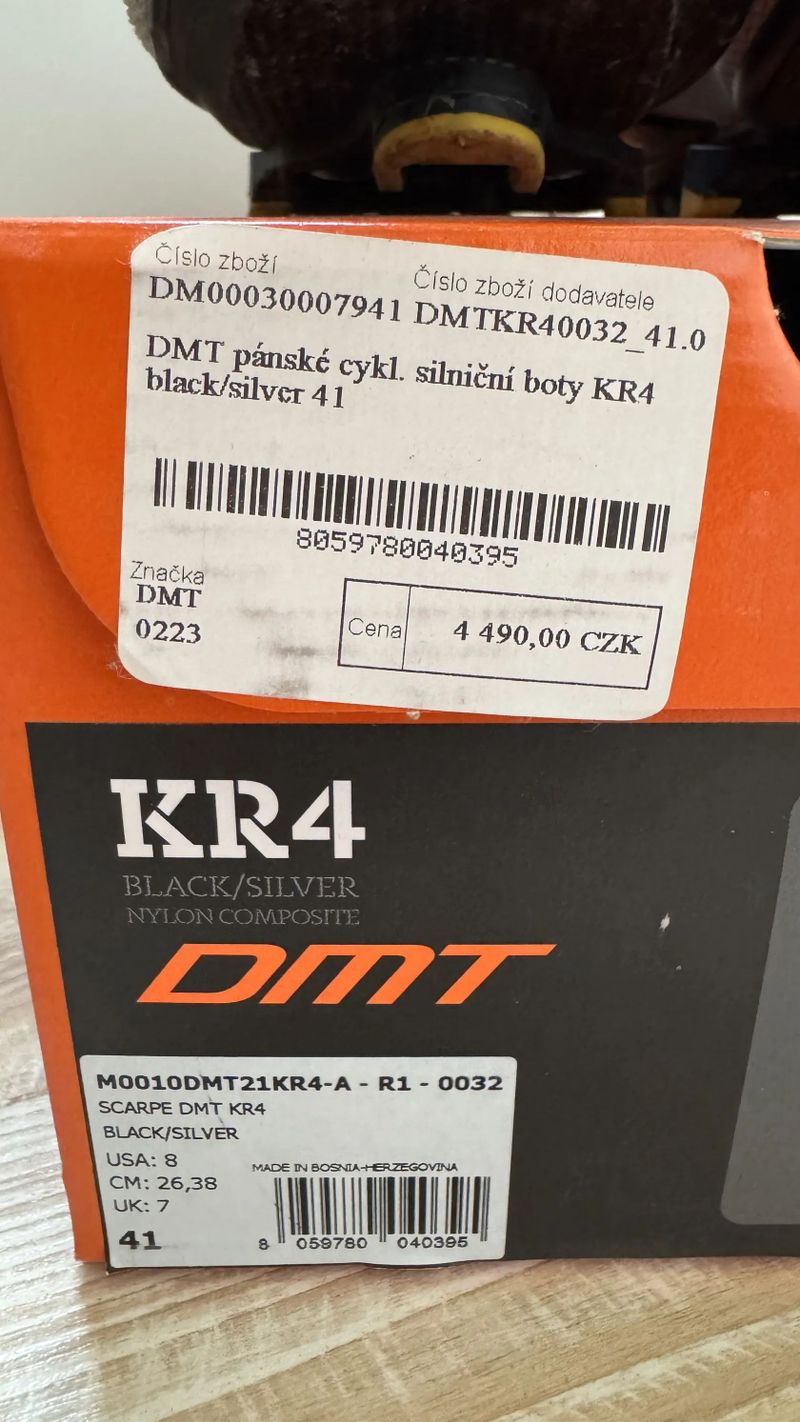 Číslo zboží Číslo zboží dodavatele
DM00030007941 DMTKR40032_41.0
DMT pánské cykl. silniční boty KR4
black/silver 41
8059780040395
Značka
DMT
0223
Cena 4 490,00 CZK
KR4
BLACK/SILVER
NYLON COMPOSITE
DMT
M0010DMT21KR4-A - R1 - 0032
SCARPE DMT KR4
BLACK/SILVER
USA: 8
MADE IN BOSNIA-HERZEGOVINA
CM: 26,38
UK: 7
41
8 059780 040395